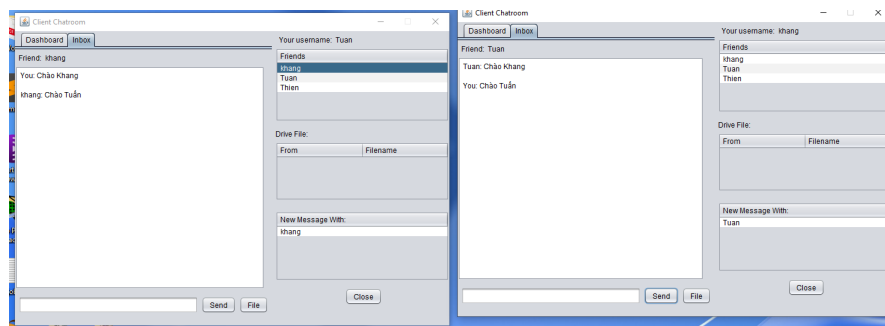 Client Chatroom
Dashboard Inbox
Your username: Tuan
Friend: khang
Friends
You: Chào Khang
khang
Tuan
khang: Chào Tuấn
Thien
Drive File:
From Filename
New Message With:
khang
Send File
Close
Client Chatroom
Dashboard Inbox
Your username: khang
Friend: Tuan
Friends
Tuan: Chào Khang
khang
Tuan
You: Chào Tuấn
Thien
Drive File:
From Filename
New Message With:
Tuan
Send File
Close